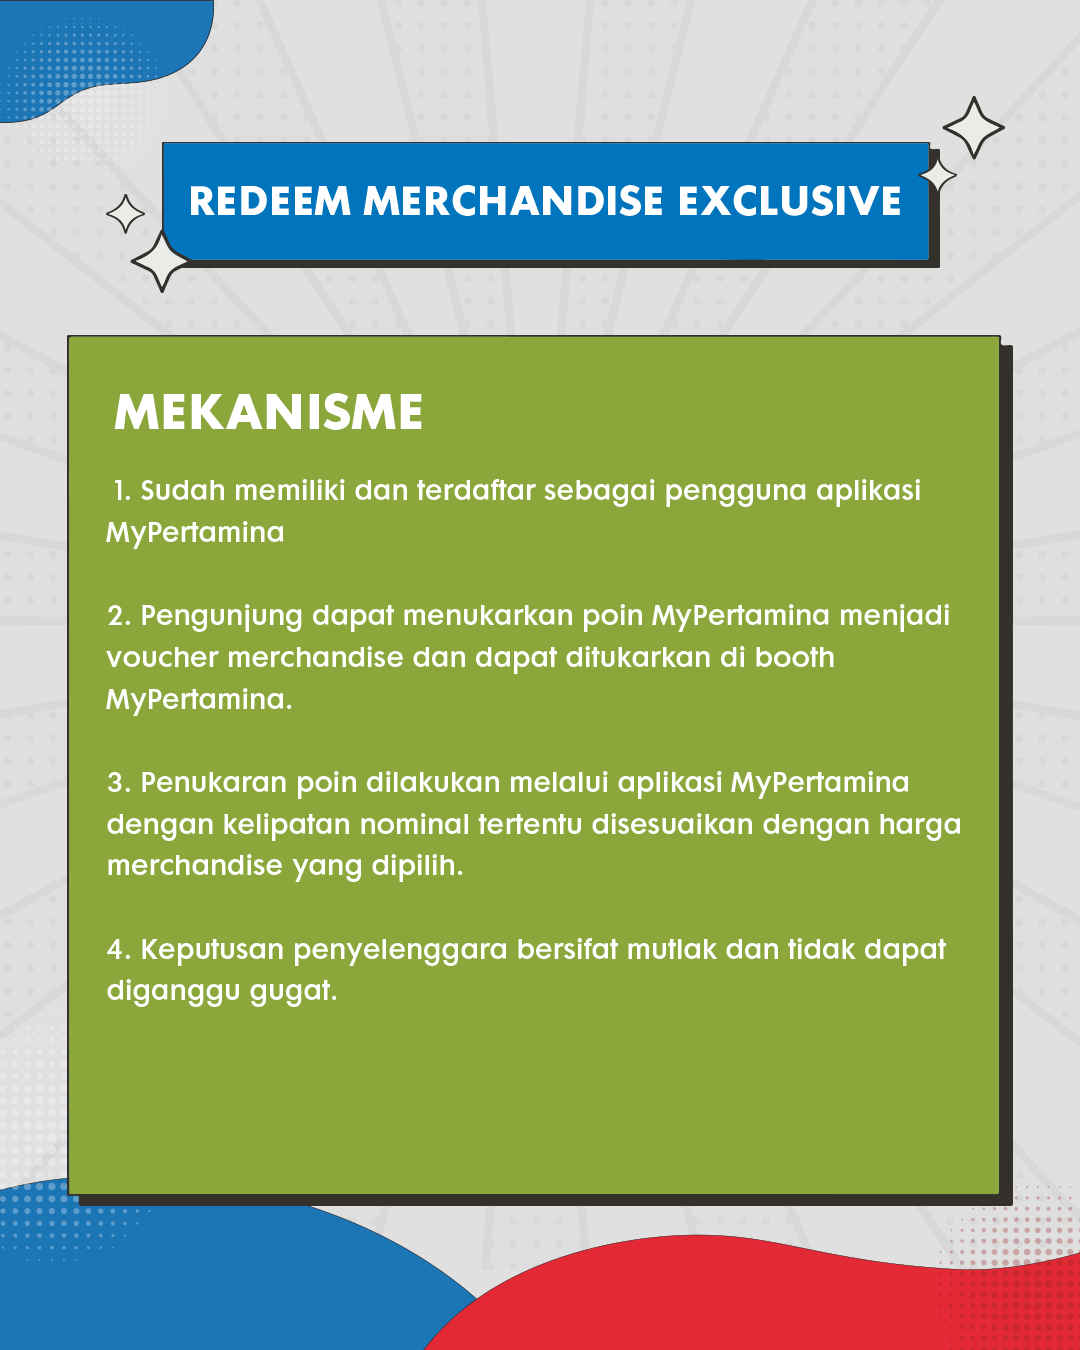 REDEEM MERCHANDISE EXCLUSIVE
MEKANISME
1. Sudah memiliki dan terdaftar sebagai pengguna aplikasi
MyPertamina
2. Pengunjung dapat menukarkan poin MyPertamina menjadi
voucher merchandise dan dapat ditukarkan di booth
MyPertamina.
3. Penukaran poin dilakukan melalui aplikasi MyPertamina
dengan kelipatan nominal tertentu disesuaikan dengan harga
merchandise yang dipilih.
4. Keputusan penyelenggara bersifat mutlak dan tidak dapat
diganggu gugat.